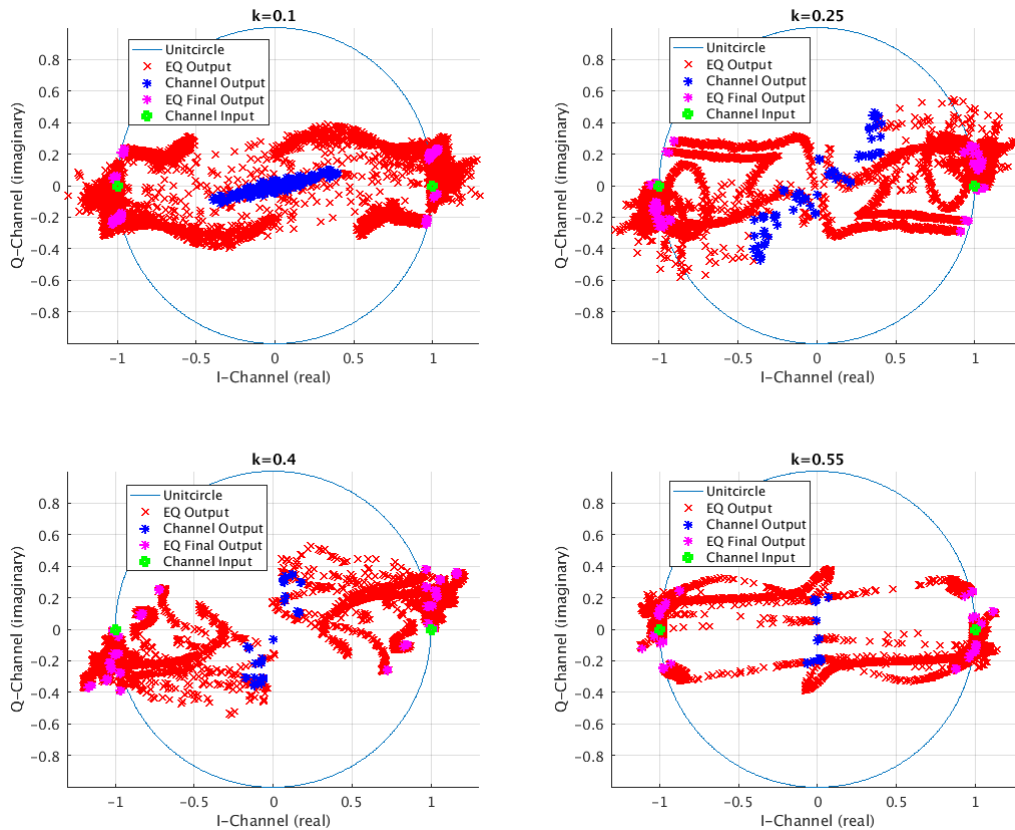 k=0.1
Unitcircle
EQ Output
Channel Output
EQ Final Output
Channel Input
0.8
0.6
0.4
0.2
0
−0.2
−0.4
−0.6
−0.8
Q−Channel (imaginary)
−1 −0.5 0 0.5 1
I−Channel (real)
k=0.25
Unitcircle
EQ Output
Channel Output
EQ Final Output
Channel Input
0.8
0.6
0.4
0.2
0
−0.2
−0.4
−0.6
−0.8
Q−Channel (imaginary)
−1 −0.5 0 0.5 1
I−Channel (real)
k=0.4
Unitcircle
EQ Output
Channel Output
EQ Final Output
Channel Input
0.8
0.6
0.4
0.2
0
−0.2
−0.4
−0.6
−0.8
Q−Channel (imaginary)
−1 −0.5 0 0.5 1
I−Channel (real)
k=0.55
Unitcircle
EQ Output
Channel Output
EQ Final Output
Channel Input
0.8
0.6
0.4
0.2
0
−0.2
−0.4
−0.6
−0.8
Q−Channel (imaginary)
−1 −0.5 0 0.5 1
I−Channel (real)